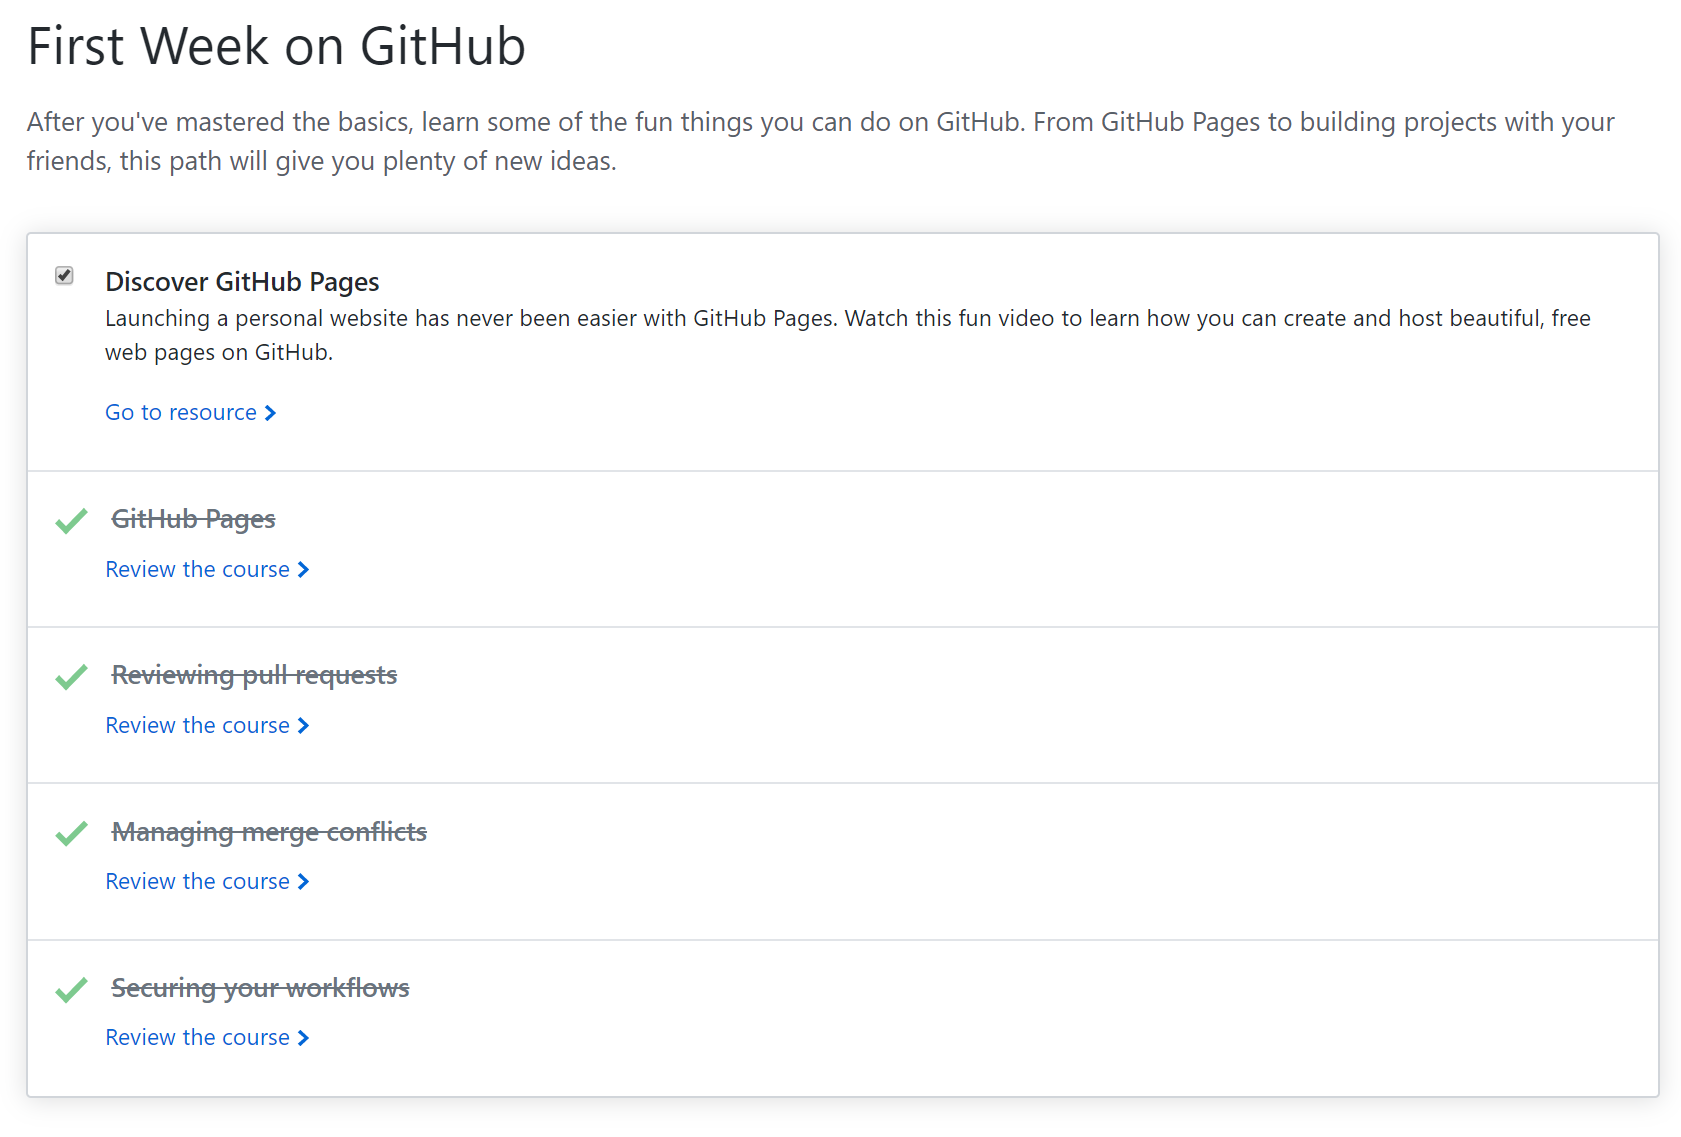 First Week on GitHub
After you've mastered the basics, learn some of the fun things you can do on GitHub. From GitHub Pages to building projects with your
friends, this path will give you plenty of new ideas.
Discover GitHub Pages
Launching a personal website has never been easier with GitHub Pages. Watch this fun video to learn how you can create and host beautiful, free
web pages on GitHub.
Go to resource
GitHub Pages
Review the course
Reviewing pull requests
Review the course
Managing merge conflicts
Review the course
Securing your workflows
Review the course